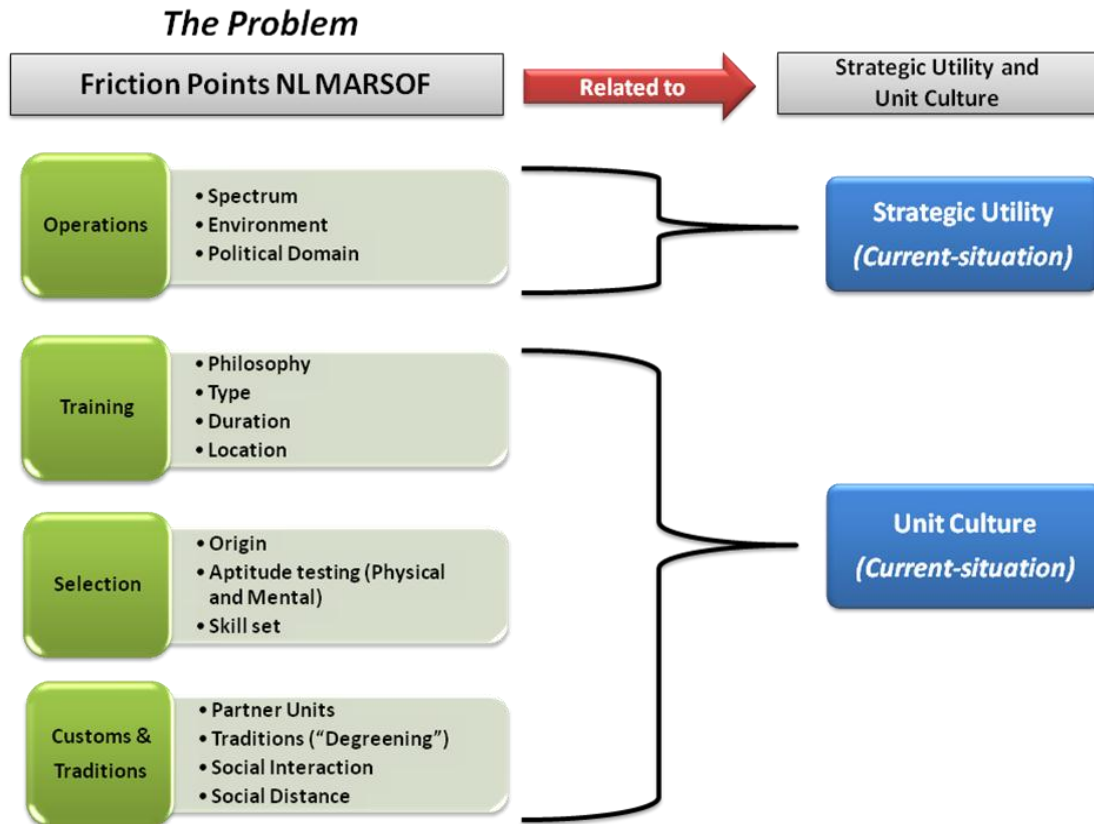 The Problem
Friction Points NL MARSOF
Related to
Strategic Utility and
Unit Culture
Operations
• Spectrum
• Environment
• Political Domain
Strategic Utility
(Current-situation)
Training
• Philosophy
• Type
• Duration
• Location
Selection
• Origin
• Aptitude testing (Physical
and Mental)
• Skill set
Unit Culture
(Current-situation)
Customs &
Traditions
• Partner Units
• Traditions (“Degreening”)
• Social Interaction
• Social Distance